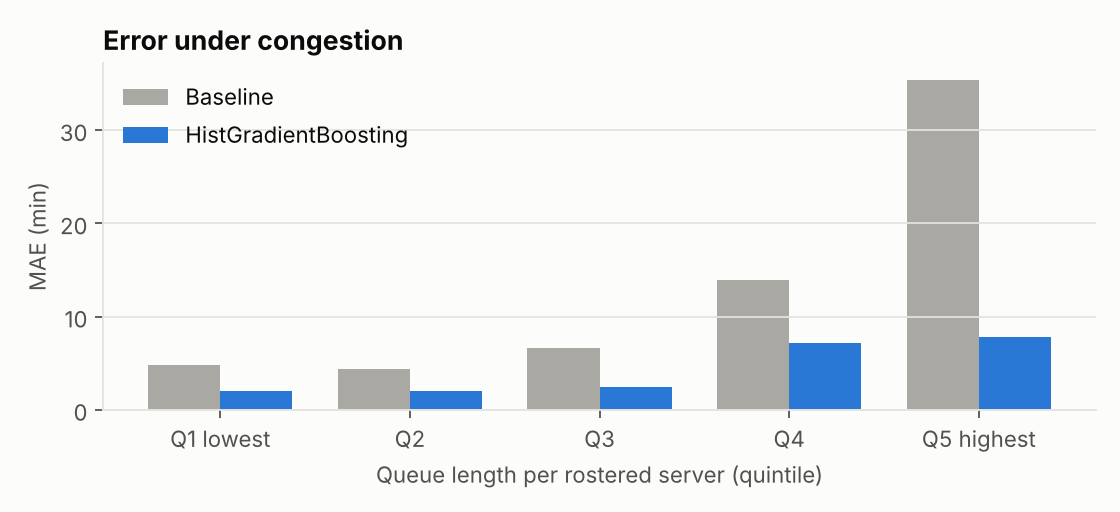 Error under congestion
Baseline
HistGradientBoosting
MAE (min)
30
20
10
0
Q1 lowest
Q2
Q3
Q4
Q5 highest
Queue length per rostered server (quintile)